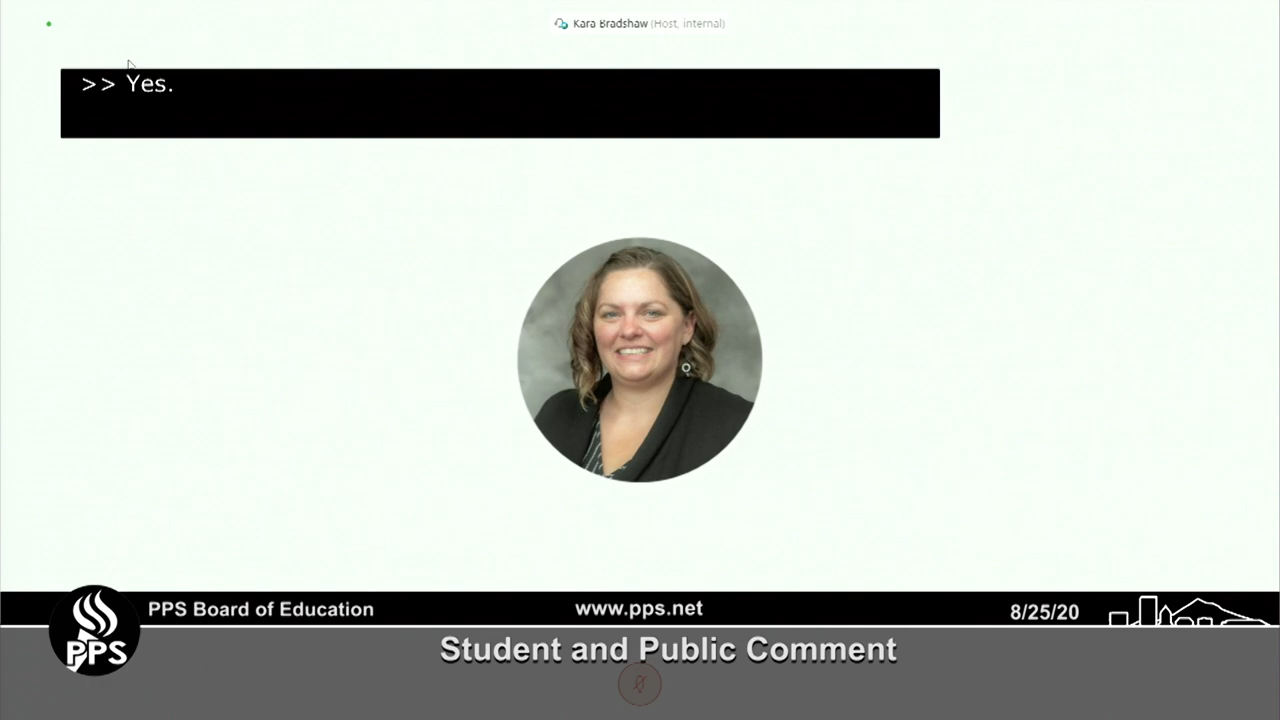 Kara Bradshaw (Host, internal)
>> Yes.
PPS Board of Education
www.pps.net
8/25/20
PPS
Student and Public Comment